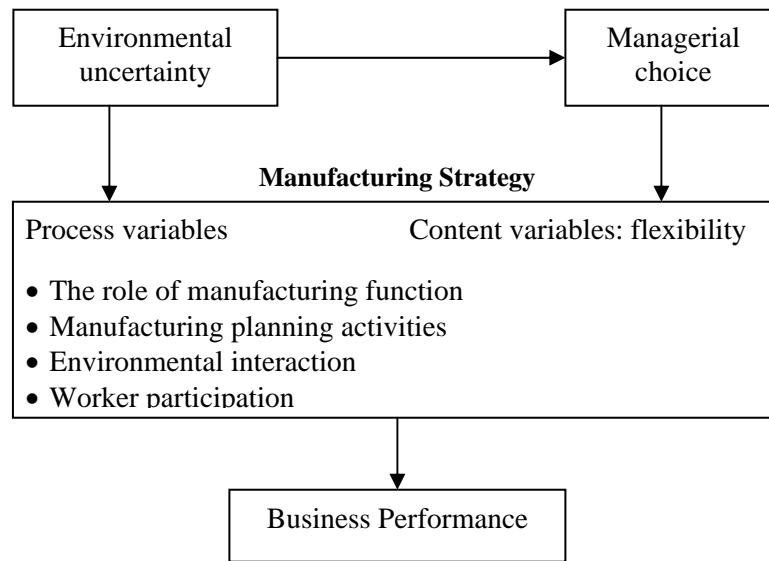 Environmental
uncertainty
Managerial
choice
Manufacturing Strategy
Process variables
Content variables: flexibility
• The role of manufacturing function
• Manufacturing planning activities
• Environmental interaction
• Worker participation
Business Performance